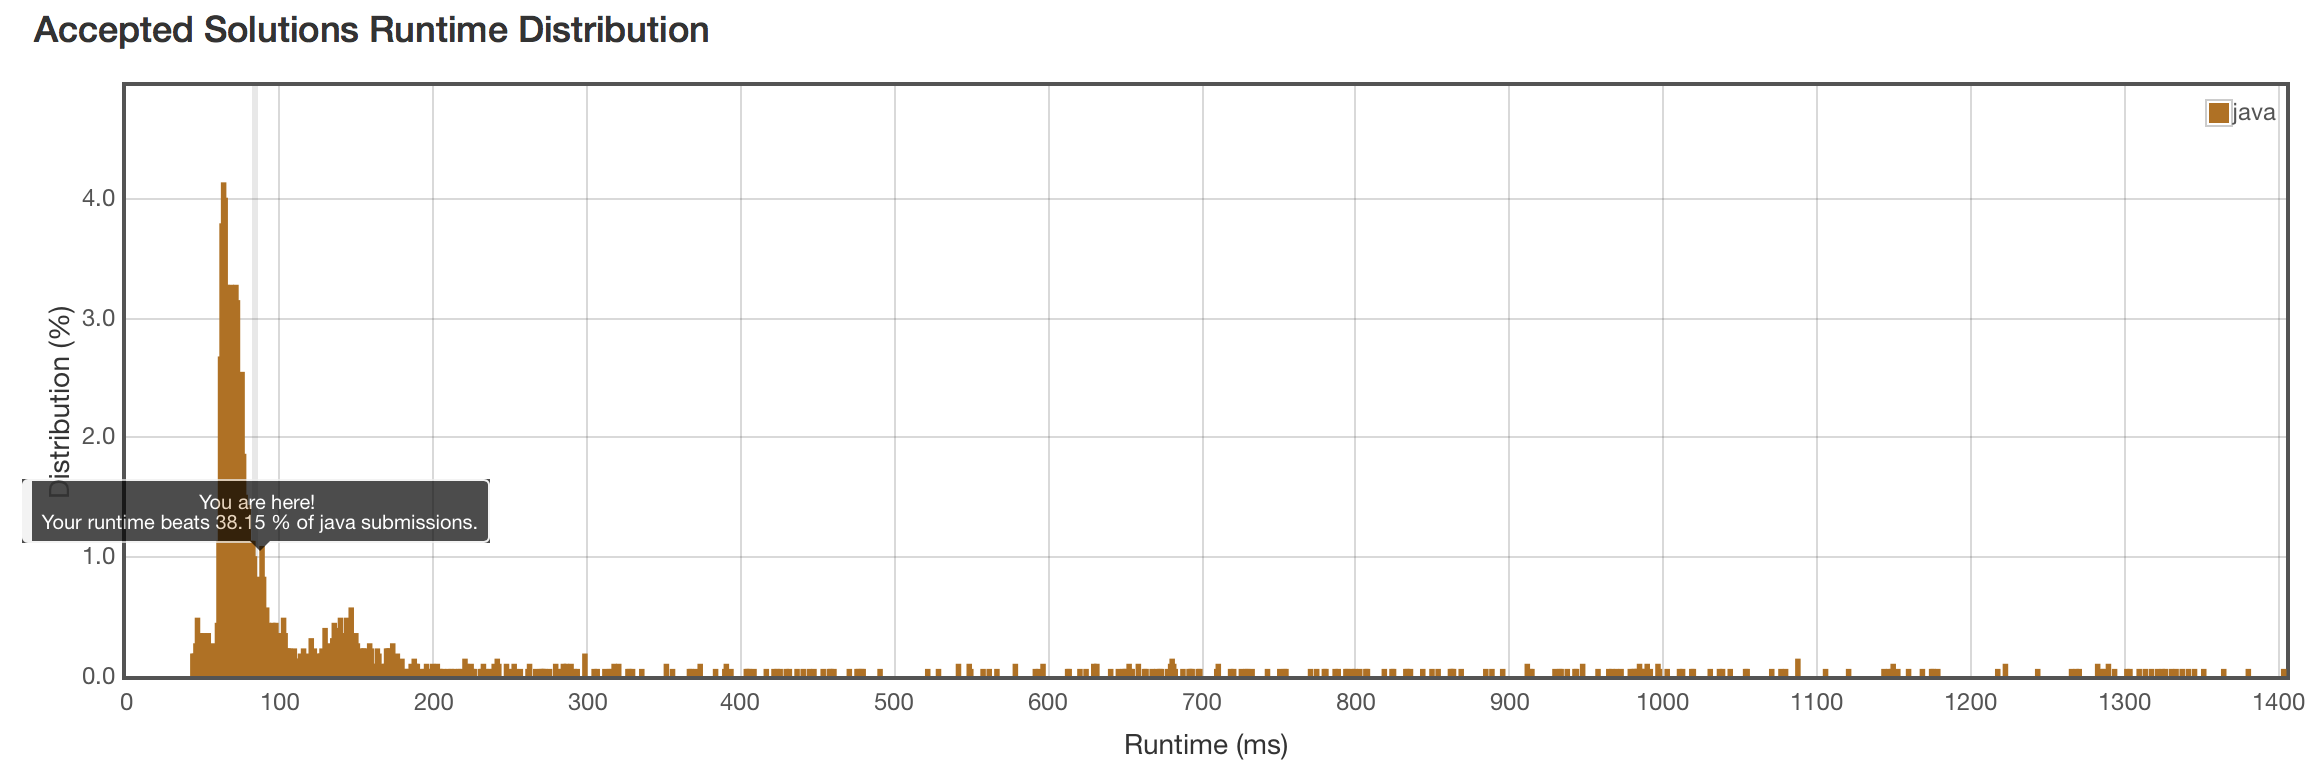 Accepted Solutions Runtime Distribution
java
4.0
3.0
2.0
1.0
0.0
Distribution (%)
You are here!
Your runtime beats 38.15 % of java submissions.
0 100 200 300 400 500 600 700 800 900 1000 1100 1200 1300 1400
Runtime (ms)